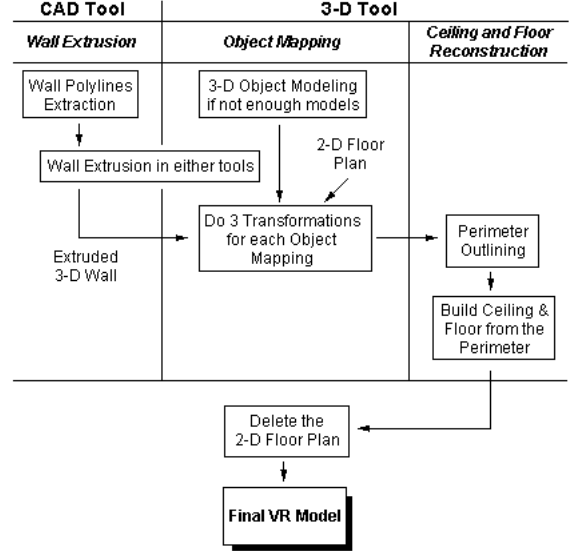 CAD Tool
3-D Tool
Wall Extrusion
Object Mapping
Ceiling and Floor
Reconstruction
Wall Polylines
Extraction
3-D Object Modeling
if not enough models
2-D Floor
Plan
Wall Extrusion in either tools
Do 3 Transformations
for each Object
Mapping
Extruded
3-D Wall
Perimeter
Outlining
Build Ceiling &
Floor from the
Perimeter
Delete the
2-D Floor Plan
Final VR Model